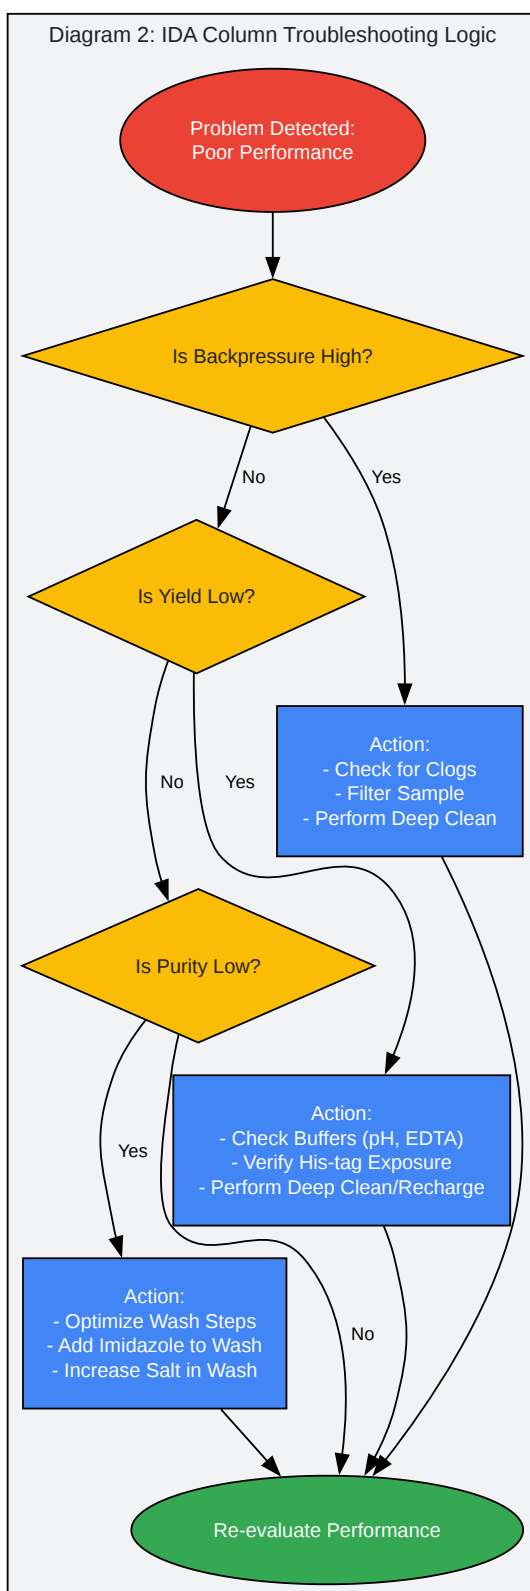 Diagram 2: IDA Column Troubleshooting Logic
Problem Detected:
Poor Performance
Is Backpressure High?
No
Yes
Is Yield Low?
Action:
- Check for Clogs
- Filter Sample
- Perform Deep Clean
No
Yes
Is Purity Low?
Action:
- Check Buffers (pH, EDTA)
- Verify His-tag Exposure
- Perform Deep Clean/Recharge
Yes
Action:
- Optimize Wash Steps
- Add Imidazole to Wash
- Increase Salt in Wash
No
Re-evaluate Performance